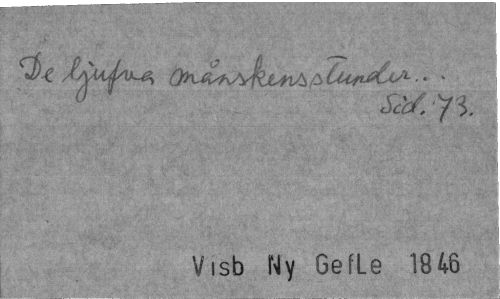 De ljufva månskensstunder...
Sid. 73.
Visb Ny Gefle 1846